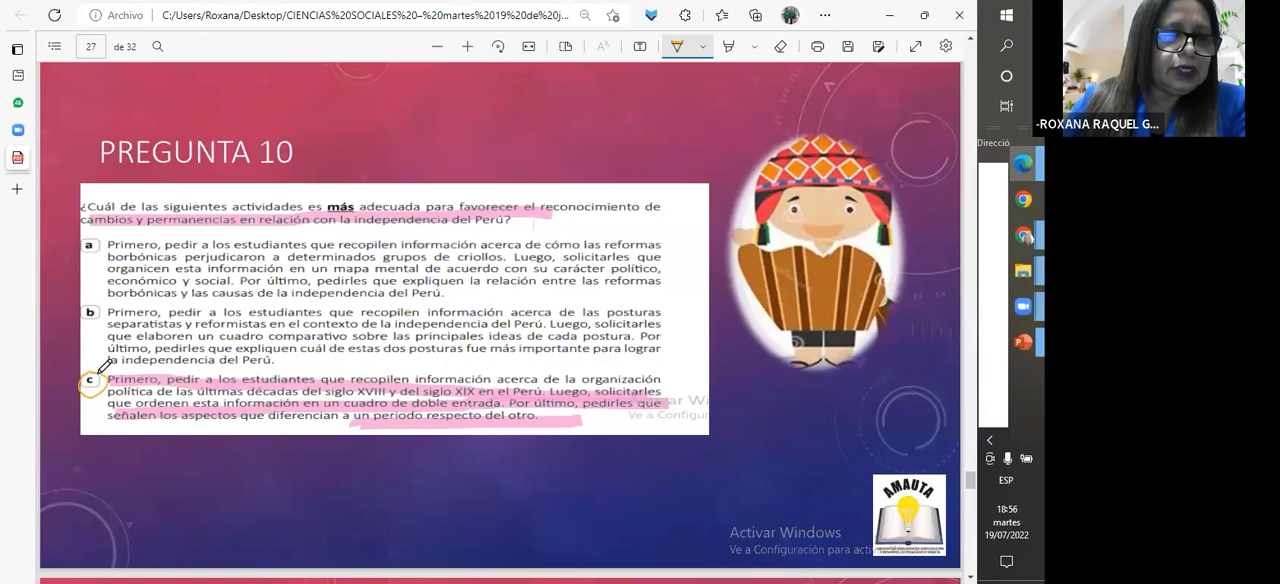 Archivo
C:/Users/Roxana/Desktop/CIENCIAS%20SOCIALES%20–%20martes%2019%20de%20j...
27
de 32
-ROXANA RAQUEL G...
Direcció
PREGUNTA 10
¿Cuál de las siguientes actividades es más adecuada para favorecer el reconocimiento de
cambios y permanencias en relación con la independencia del Perú?
a Primero, pedir a los estudiantes que recopilen información acerca de cómo las reformas
borbónicas perjudicaron a determinados grupos de criollos. Luego, solicitarles que
organicen esta información en un mapa mental de acuerdo con su carácter político,
económico y social. Por último, pedirles que expliquen la relación entre las reformas
borbónicas y las causas de la independencia del Perú.
b Primero, pedir a los estudiantes que recopilen información acerca de las posturas
separatistas y reformistas en el contexto de la independencia del Perú. Luego, solicitarles
que elaboren un cuadro comparativo sobre las principales ideas de cada postura. Por
último, pedirles que expliquen cuál de estas dos posturas fue más importante para lograr
la independencia del Perú.
c Primero, pedir a los estudiantes que recopilen información acerca de la organización
política de las últimas décadas del siglo XVIII y del siglo XIX en el Perú. Luego, solicitarles
que ordenen esta información en un cuadro de doble entrada. Por último, pedirles que
señalen los aspectos que diferencian a un periodo respecto del otro.
Ve a Configur
AMAUTA
Activar Windows
Ve a Configuración para acti
ESP
18:56
martes
19/07/2022